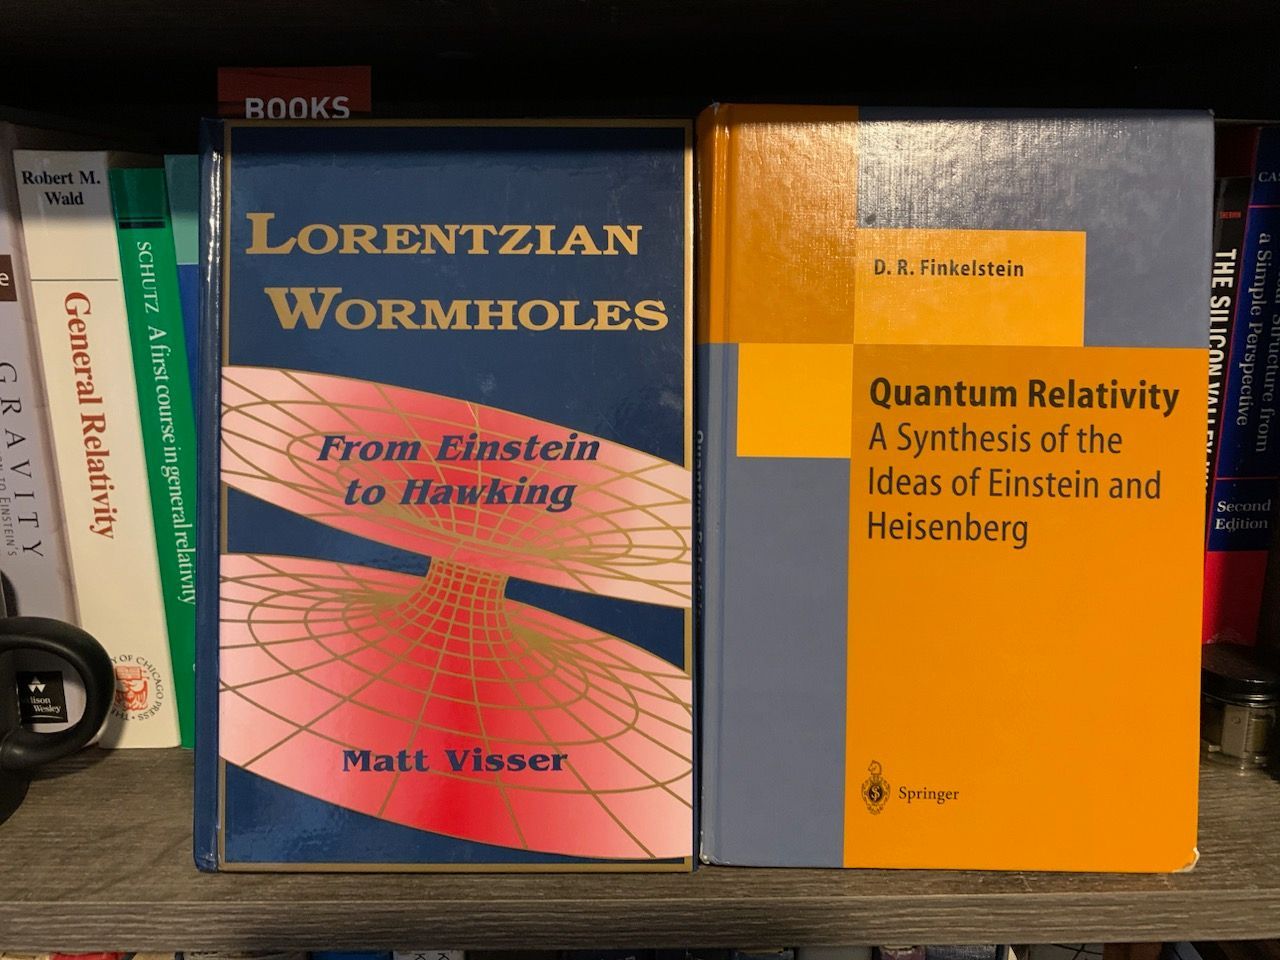 BOOKS
Robert M.
Wald
General Relativity
SCHUTZ A first course in general relativity
GRAVITY
LORENTZIAN
WORMHOLES
From Einstein
to Hawking
Matt Visser
D. R. Finkelstein
Quantum Relativity
A Synthesis of the
Ideas of Einstein and
Heisenberg
Springer
THE SILICON VALLEY
a Simple Perspective
Second
Edition